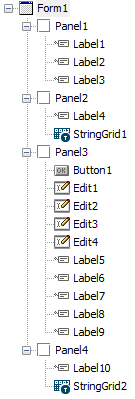 Form1
Panel1
Label1
Label2
Label3
Panel2
Label4
StringGrid1
Panel3
OK Button1
Edit1
Edit2
Edit3
Edit4
Label5
Label6
Label7
Label8
Label9
Panel4
Label10
StringGrid2